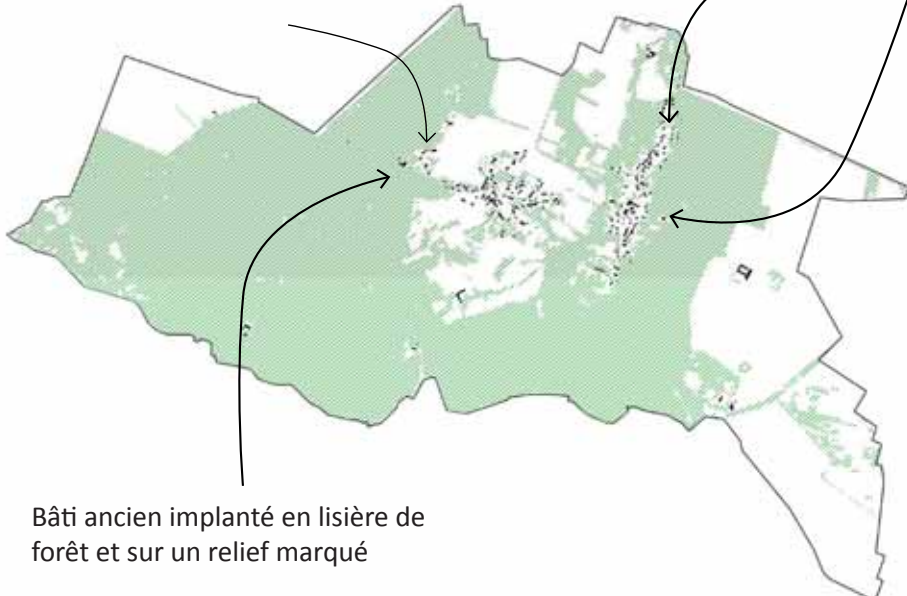 Bâti ancien implanté en lisière de
forêt et sur un relief marqué